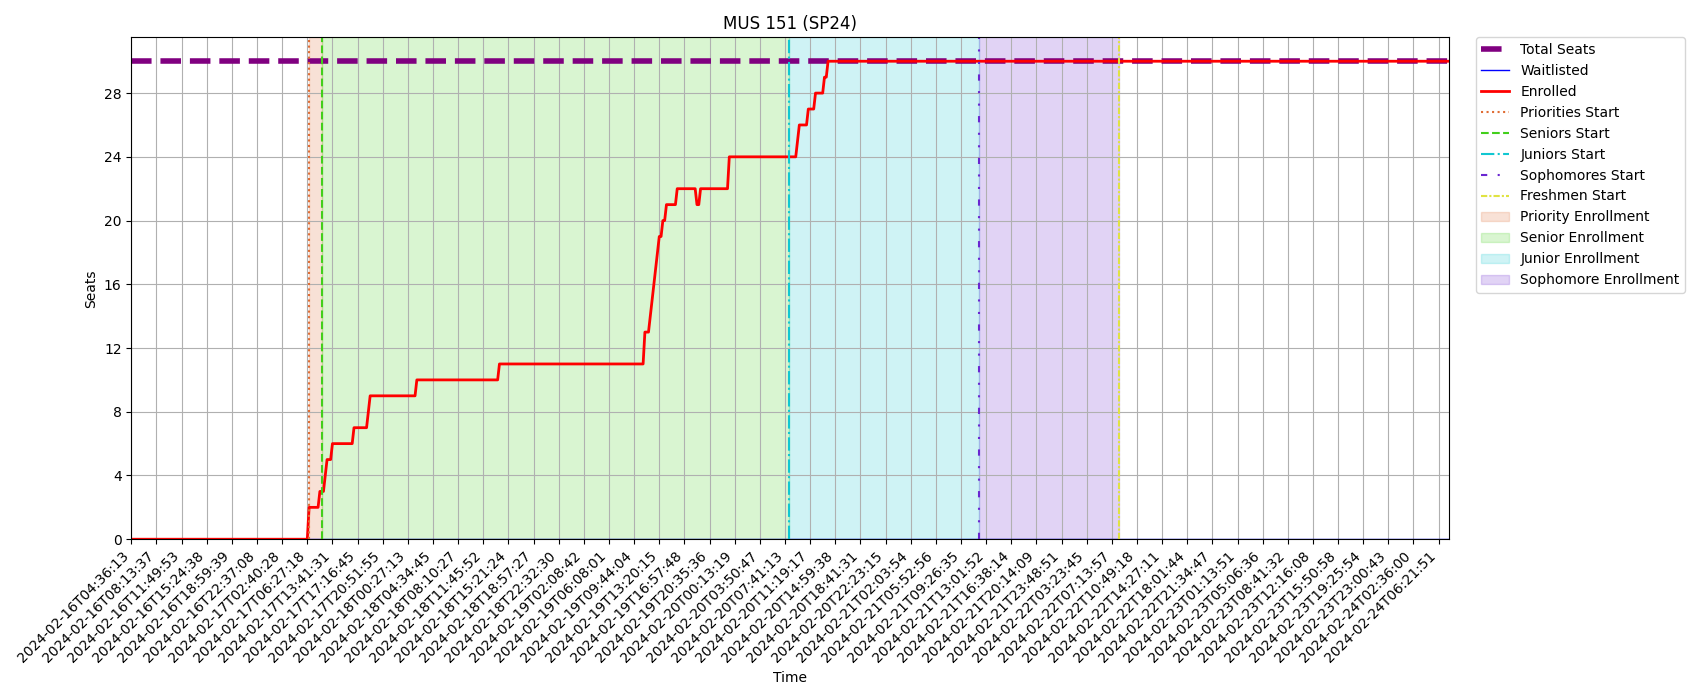 MUS 151 (SP24)
Total Seats
Waitlisted
Enrolled
Priorities Start
Seniors Start
Juniors Start
Sophomores Start
Freshmen Start
Priority Enrollment
Senior Enrollment
Junior Enrollment
Sophomore Enrollment
Seats
28
24
20
16
12
8
4
0
2024-02-16T04:36:13
2024-02-16T08:13:37
2024-02-16T11:49:53
2024-02-16T15:24:38
2024-02-16T18:59:39
2024-02-16T22:37:08
2024-02-17T02:40:28
2024-02-17T06:27:18
2024-02-17T13:41:31
2024-02-17T17:16:45
2024-02-17T20:51:55
2024-02-18T00:27:13
2024-02-18T04:34:45
2024-02-18T08:10:27
2024-02-18T11:45:52
2024-02-18T15:21:24
2024-02-18T18:57:27
2024-02-18T22:32:30
2024-02-19T02:08:42
2024-02-19T06:08:01
2024-02-19T09:44:04
2024-02-19T13:20:15
2024-02-19T16:57:48
2024-02-19T20:35:36
2024-02-20T00:13:19
2024-02-20T03:50:47
2024-02-20T07:41:13
2024-02-20T11:19:17
2024-02-20T14:59:38
2024-02-20T18:41:31
2024-02-20T22:23:15
2024-02-21T02:03:54
2024-02-21T05:52:56
2024-02-21T09:26:35
2024-02-21T13:01:52
2024-02-21T16:38:14
2024-02-21T20:14:09
2024-02-21T23:48:51
2024-02-22T03:23:45
2024-02-22T07:13:57
2024-02-22T10:49:18
2024-02-22T14:27:11
2024-02-22T18:01:44
2024-02-22T21:34:47
2024-02-23T01:13:51
2024-02-23T05:06:36
2024-02-23T08:41:32
2024-02-23T12:16:08
2024-02-23T15:50:58
2024-02-23T19:25:54
2024-02-23T23:00:43
2024-02-24T02:36:00
2024-02-24T06:21:51
Time